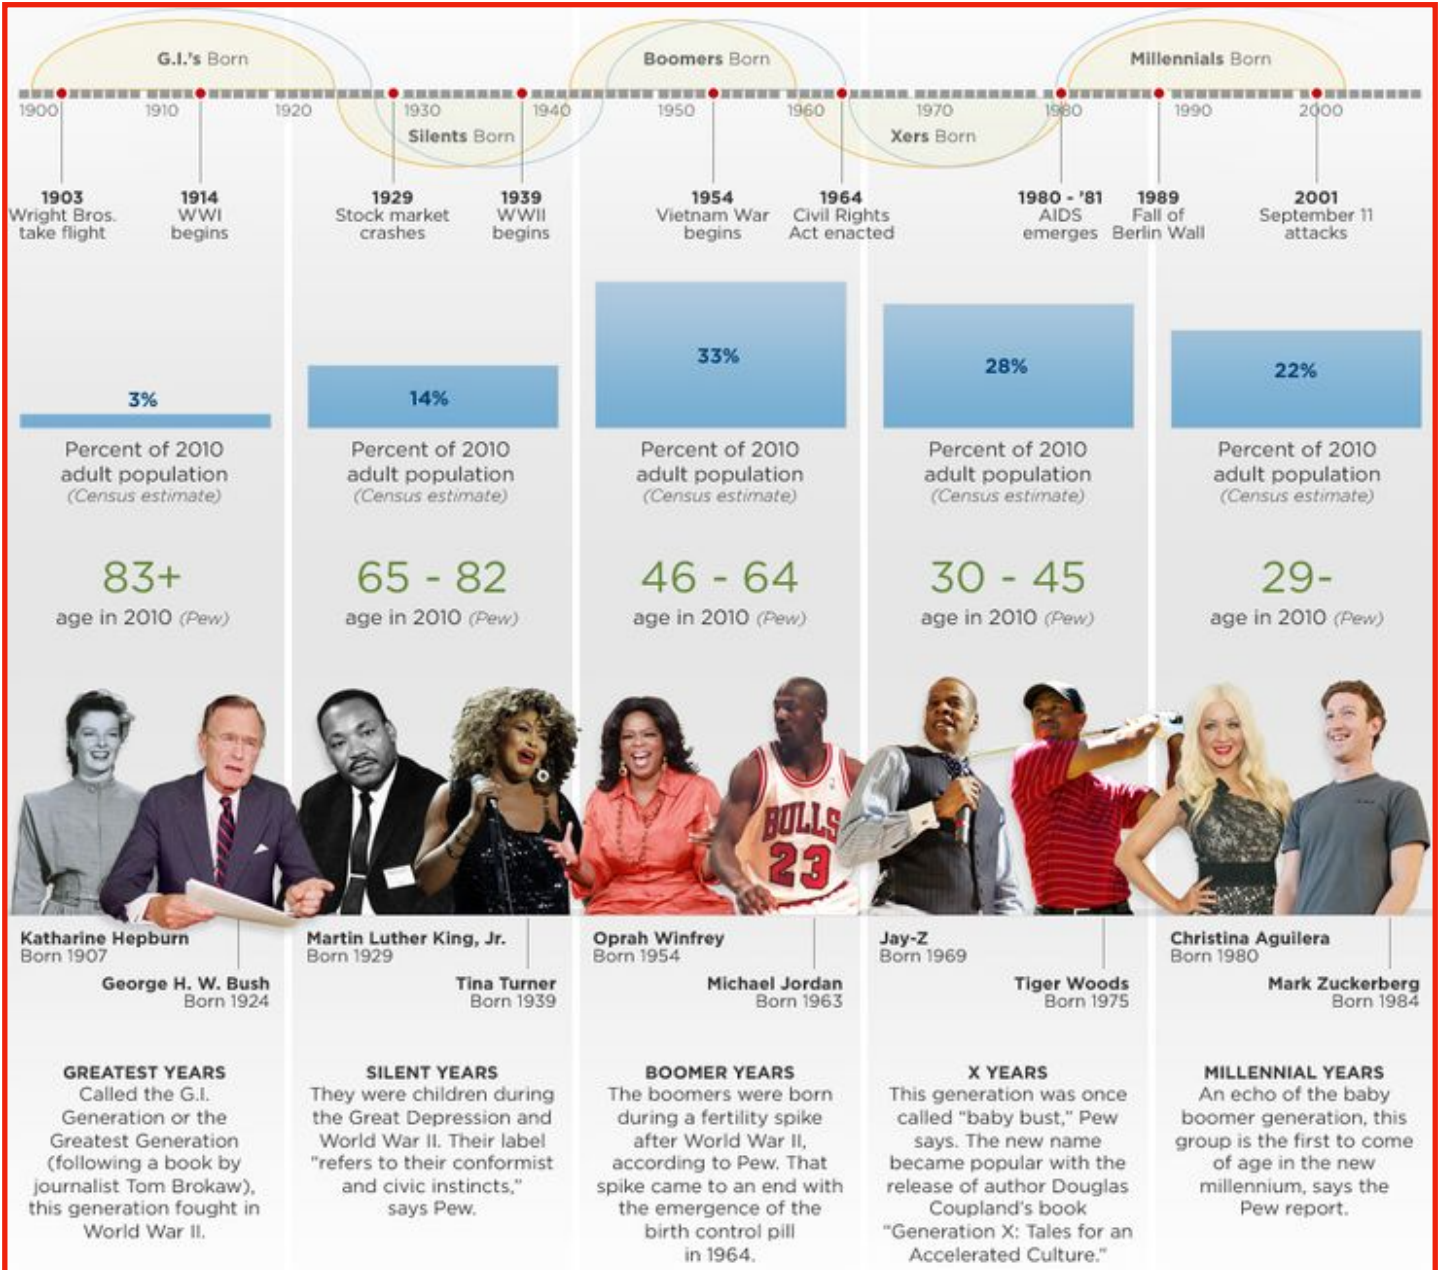 G.I.'s Born
Boomers Born
Millennials Born
1900
1910
1920
1930
1940
1950
1960
1970
1980
1990
2000
Silents Born
Xers Born
1903
Wright Bros.
take flight
1914
WWI
begins
1929
Stock market
crashes
1939
WWII
begins
1954
Vietnam War
begins
1964
Civil Rights
Act enacted
1980 - '81
AIDS
emerges
1989
Fall of
Berlin Wall
2001
September 11
attacks
3%
Percent of 2010
adult population
(Census estimate)
14%
Percent of 2010
adult population
(Census estimate)
33%
Percent of 2010
adult population
(Census estimate)
28%
Percent of 2010
adult population
(Census estimate)
22%
Percent of 2010
adult population
(Census estimate)
83+
age in 2010 (Pew)
65 - 82
age in 2010 (Pew)
46 - 64
age in 2010 (Pew)
30 - 45
age in 2010 (Pew)
29-
age in 2010 (Pew)
BULLS
23
Katharine Hepburn
Born 1907
George H. W. Bush
Born 1924
Martin Luther King, Jr.
Born 1929
Tina Turner
Born 1939
Oprah Winfrey
Born 1954
Michael Jordan
Born 1963
Jay-Z
Born 1969
Tiger Woods
Born 1975
Christina Aguilera
Born 1980
Mark Zuckerberg
Born 1984
GREATEST YEARS
Called the G.I.
Generation or the
Greatest Generation
(following a book by
journalist Tom Brokaw),
this generation fought in
World War II.
SILENT YEARS
They were children during
the Great Depression and
World War II. Their label
"refers to their conformist
and civic instincts,"
says Pew.
BOOMER YEARS
The boomers were born
during a fertility spike
after World War II,
according to Pew. That
spike came to an end with
the emergence of the
birth control pill
in 1964.
X YEARS
This generation was once
called "baby bust," Pew
says. The new name
became popular with the
release of author Douglas
Coupland's book
"Generation X: Tales for an
Accelerated Culture."
MILLENNIAL YEARS
An echo of the baby
boomer generation, this
group is the first to come
of age in the new
millennium, says the
Pew report.